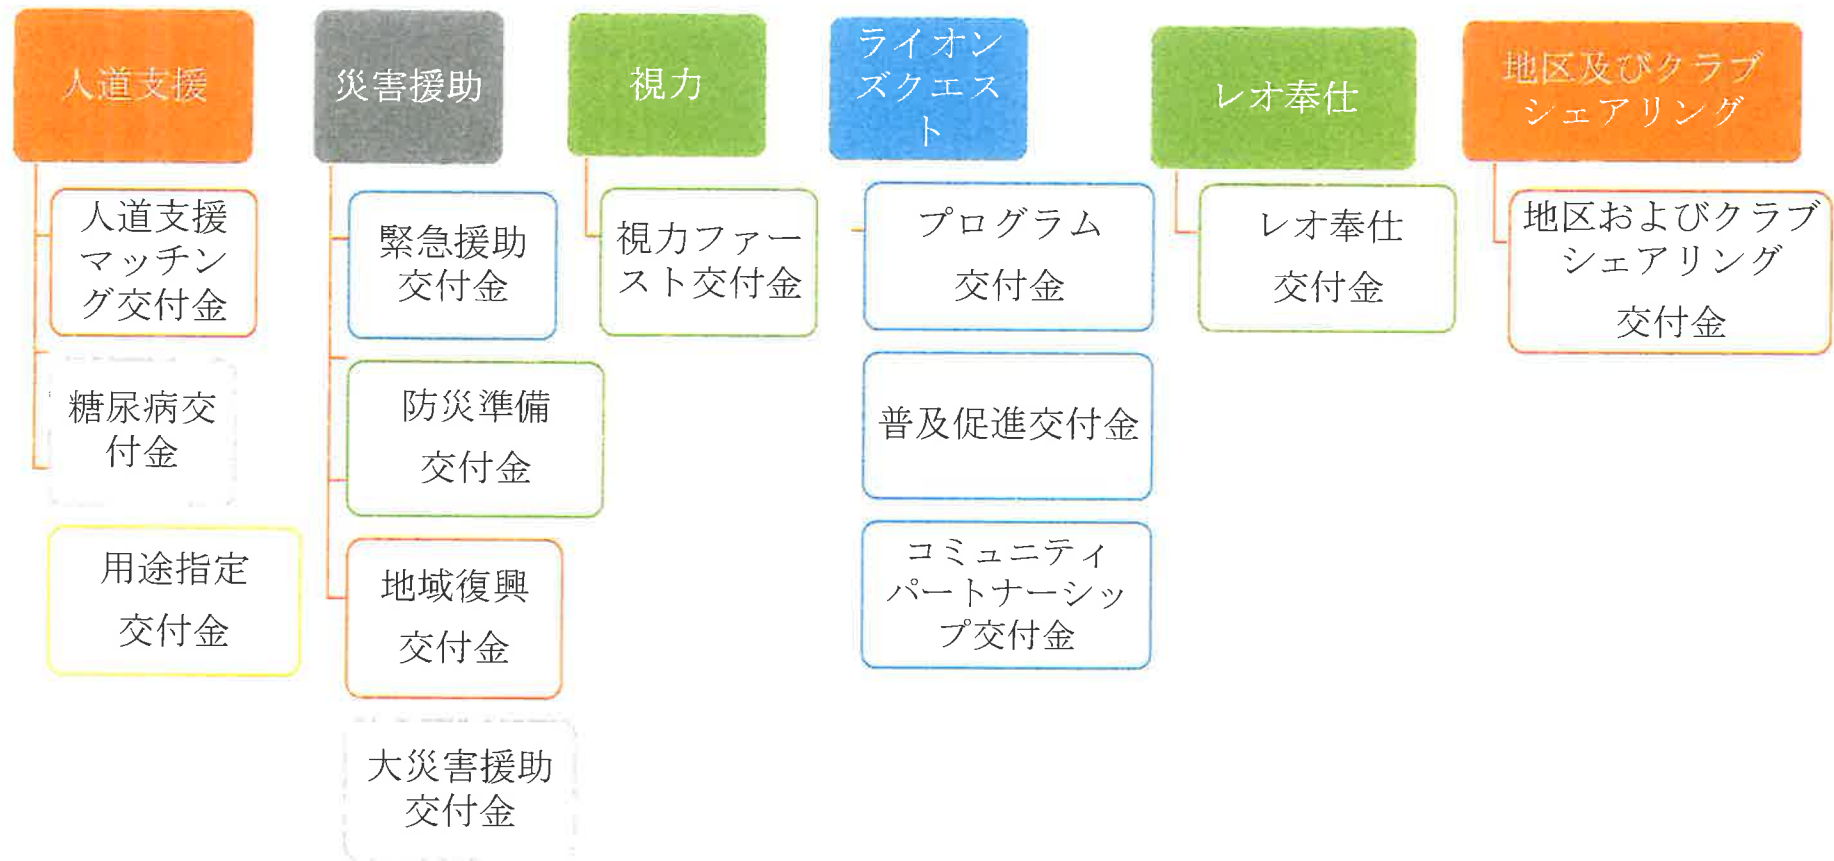 人道支援
人道支援
マッチン
グ交付金
糖尿病交
付金
用途指定
交付金
災害援助
緊急援助
交付金
防災準備
交付金
地域復興
交付金
大災害援助
交付金
視力
視力ファー
スト交付金
ライオン
ズクエス
ト
プログラム
交付金
普及促進交付金
コミュニティ
パートナーシッ
プ交付金
レオ奉仕
レオ奉仕
交付金
地区及びクラブ
シェアリング
地区およびクラブ
シェアリング
交付金